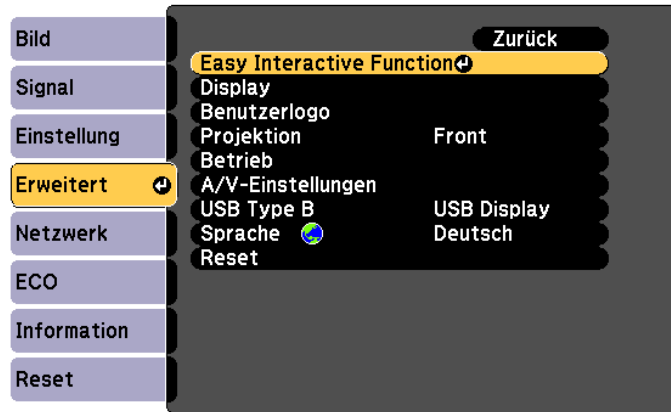 Bild
Signal
Einstellung
Erweitert
Netzwerk
ECO
Information
Reset
Zurück
Easy Interactive Function
Display
Benutzerlogo
Projektion Front
Betrieb
A/V-Einstellungen
USB Type B USB Display
Sprache Deutsch
Reset